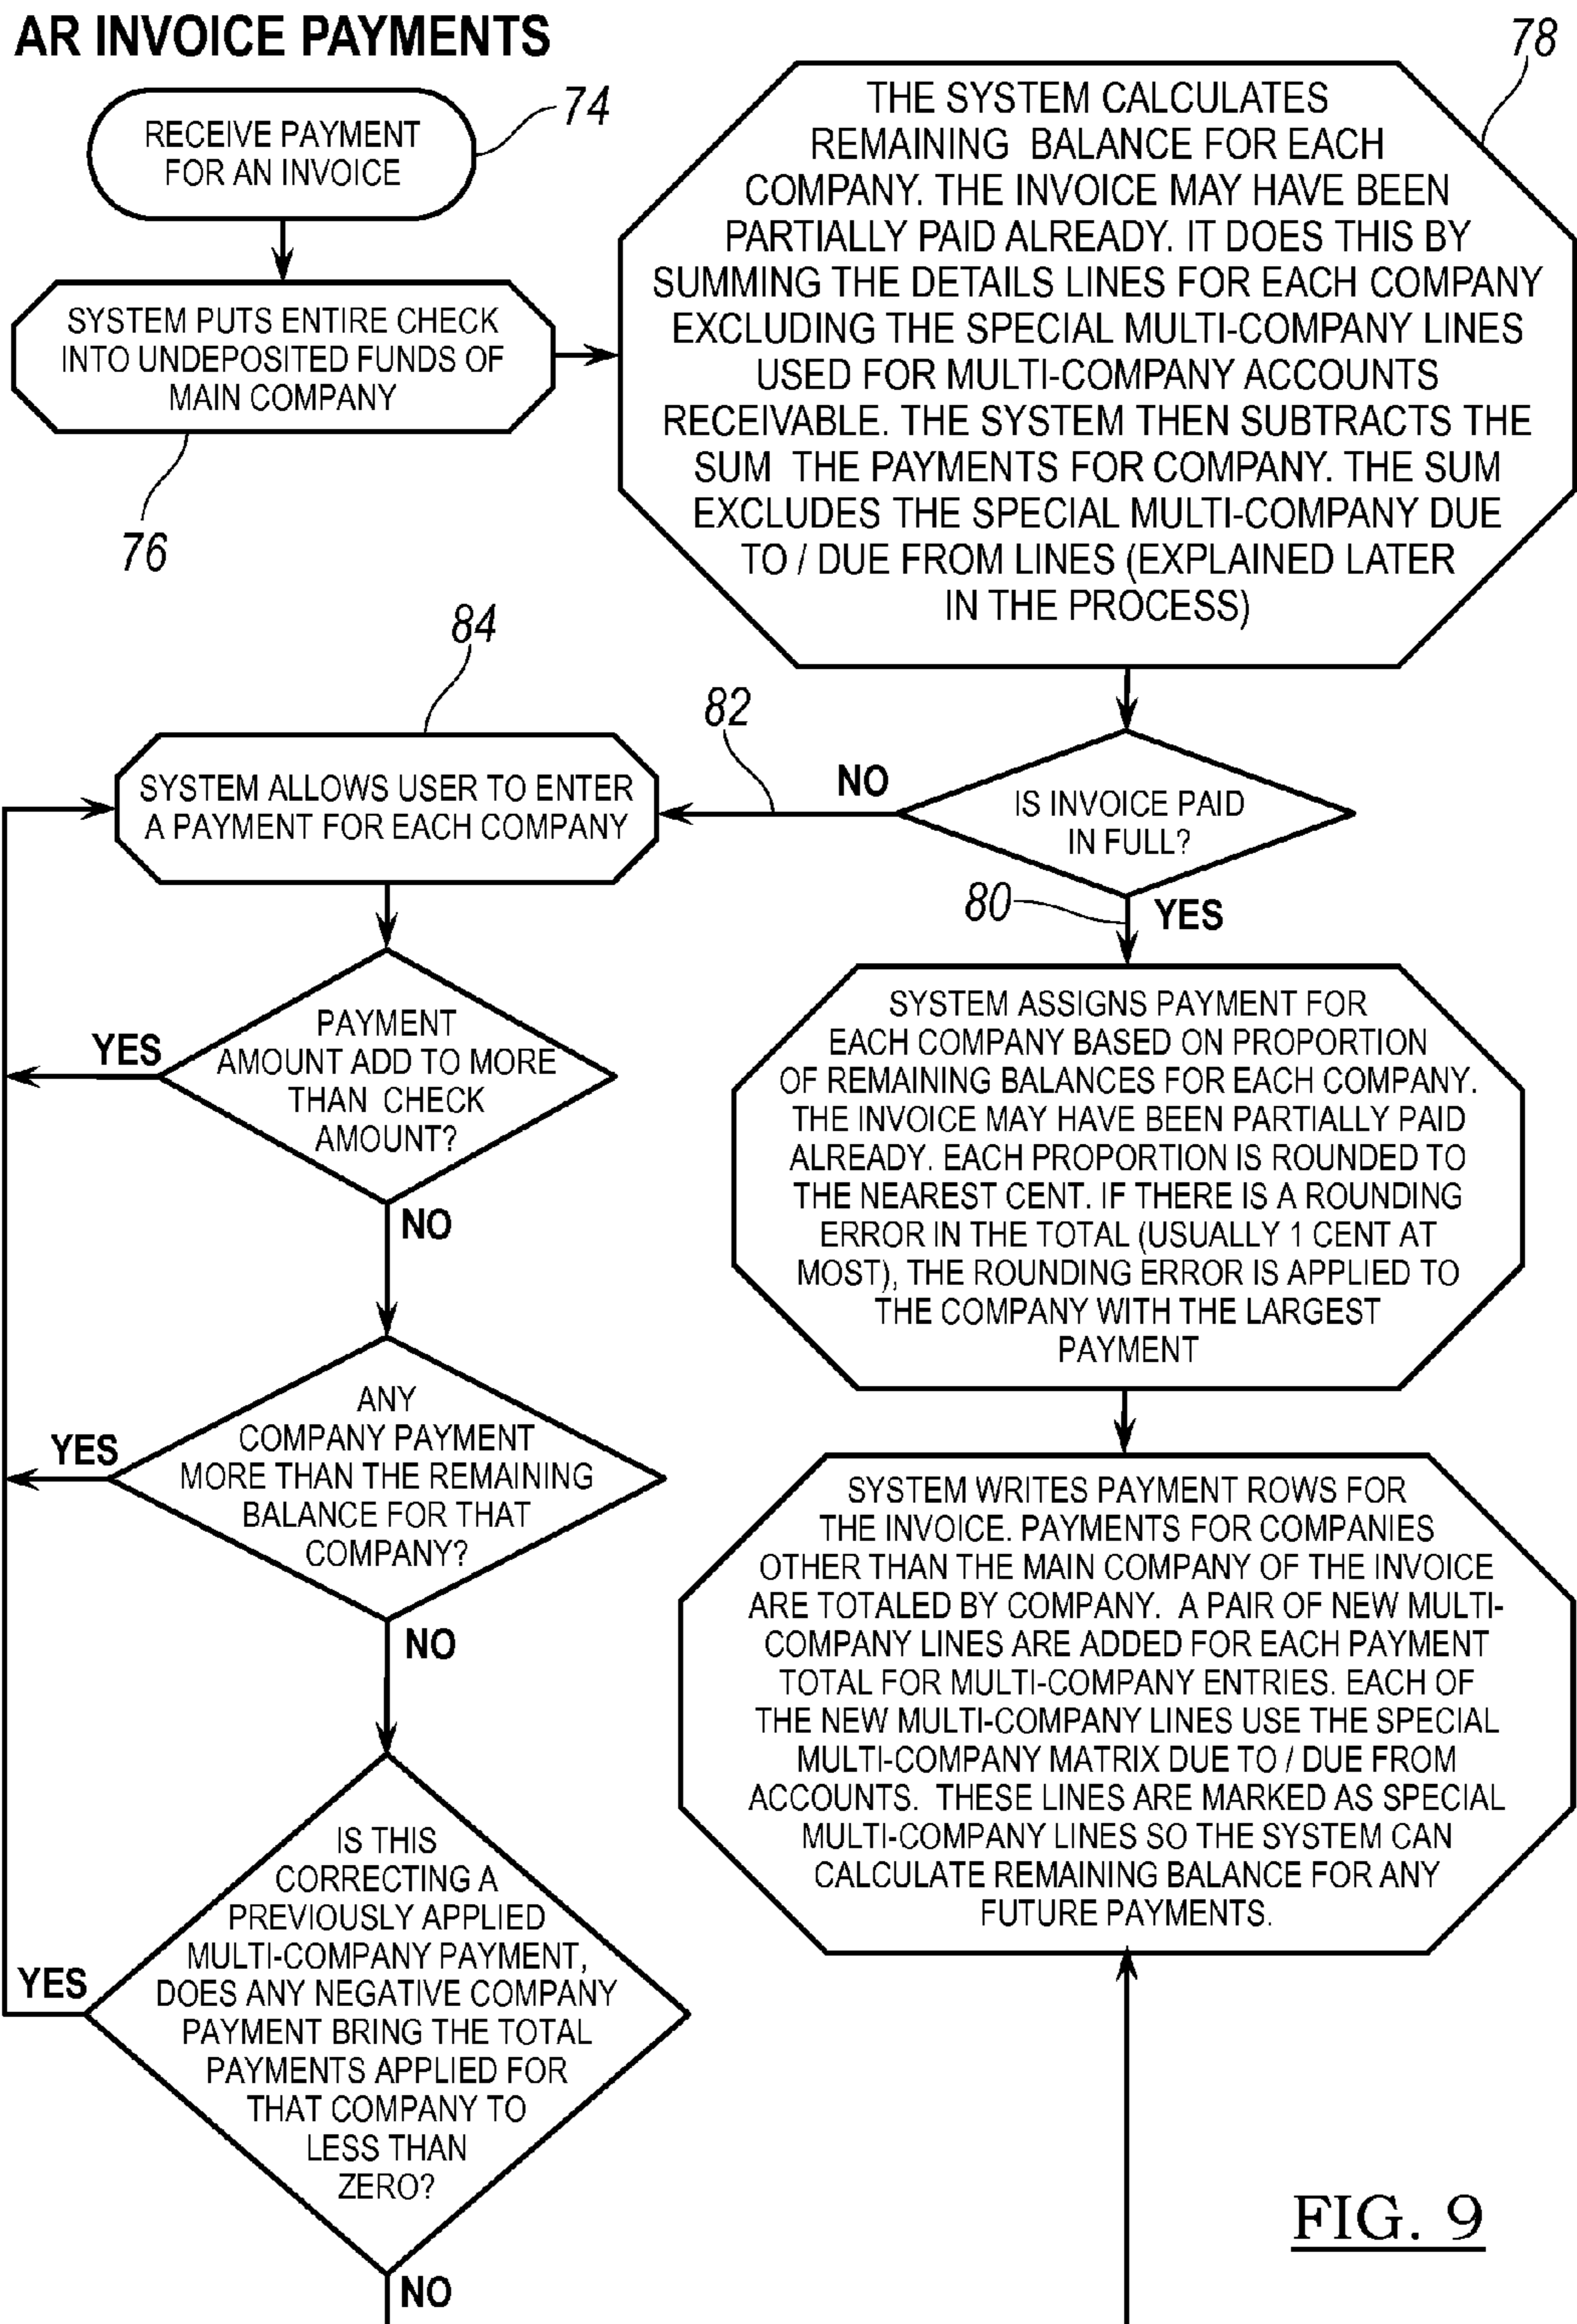 AR INVOICE PAYMENTS
74
RECEIVE PAYMENT
FOR AN INVOICE
SYSTEM PUTS ENTIRE CHECK
INTO UNDEPOSITED FUNDS OF
MAIN COMPANY
76
78
THE SYSTEM CALCULATES
REMAINING BALANCE FOR EACH
COMPANY. THE INVOICE MAY HAVE BEEN
PARTIALLY PAID ALREADY. IT DOES THIS BY
SUMMING THE DETAILS LINES FOR EACH COMPANY
EXCLUDING THE SPECIAL MULTI-COMPANY LINES
USED FOR MULTI-COMPANY ACCOUNTS
RECEIVABLE. THE SYSTEM THEN SUBTRACTS THE
SUM THE PAYMENTS FOR COMPANY. THE SUM
EXCLUDES THE SPECIAL MULTI-COMPANY DUE
TO / DUE FROM LINES (EXPLAINED LATER
IN THE PROCESS)
IS INVOICE PAID
IN FULL?
NO
82
80
YES
84
SYSTEM ALLOWS USER TO ENTER
A PAYMENT FOR EACH COMPANY
PAYMENT
AMOUNT ADD TO MORE
THAN CHECK
AMOUNT?
YES
NO
ANY
COMPANY PAYMENT
MORE THAN THE REMAINING
BALANCE FOR THAT
COMPANY?
YES
NO
IS THIS
CORRECTING A
PREVIOUSLY APPLIED
MULTI-COMPANY PAYMENT,
DOES ANY NEGATIVE COMPANY
PAYMENT BRING THE TOTAL
PAYMENTS APPLIED FOR
THAT COMPANY TO
LESS THAN
ZERO?
YES
NO
SYSTEM ASSIGNS PAYMENT FOR
EACH COMPANY BASED ON PROPORTION
OF REMAINING BALANCES FOR EACH COMPANY.
THE INVOICE MAY HAVE BEEN PARTIALLY PAID
ALREADY. EACH PROPORTION IS ROUNDED TO
THE NEAREST CENT. IF THERE IS A ROUNDING
ERROR IN THE TOTAL (USUALLY 1 CENT AT
MOST), THE ROUNDING ERROR IS APPLIED TO
THE COMPANY WITH THE LARGEST
PAYMENT
SYSTEM WRITES PAYMENT ROWS FOR
THE INVOICE. PAYMENTS FOR COMPANIES
OTHER THAN THE MAIN COMPANY OF THE INVOICE
ARE TOTALED BY COMPANY. A PAIR OF NEW MULTI-
COMPANY LINES ARE ADDED FOR EACH PAYMENT
TOTAL FOR MULTI-COMPANY ENTRIES. EACH OF
THE NEW MULTI-COMPANY LINES USE THE SPECIAL
MULTI-COMPANY MATRIX DUE TO / DUE FROM
ACCOUNTS. THESE LINES ARE MARKED AS SPECIAL
MULTI-COMPANY LINES SO THE SYSTEM CAN
CALCULATE REMAINING BALANCE FOR ANY
FUTURE PAYMENTS.
FIG. 9